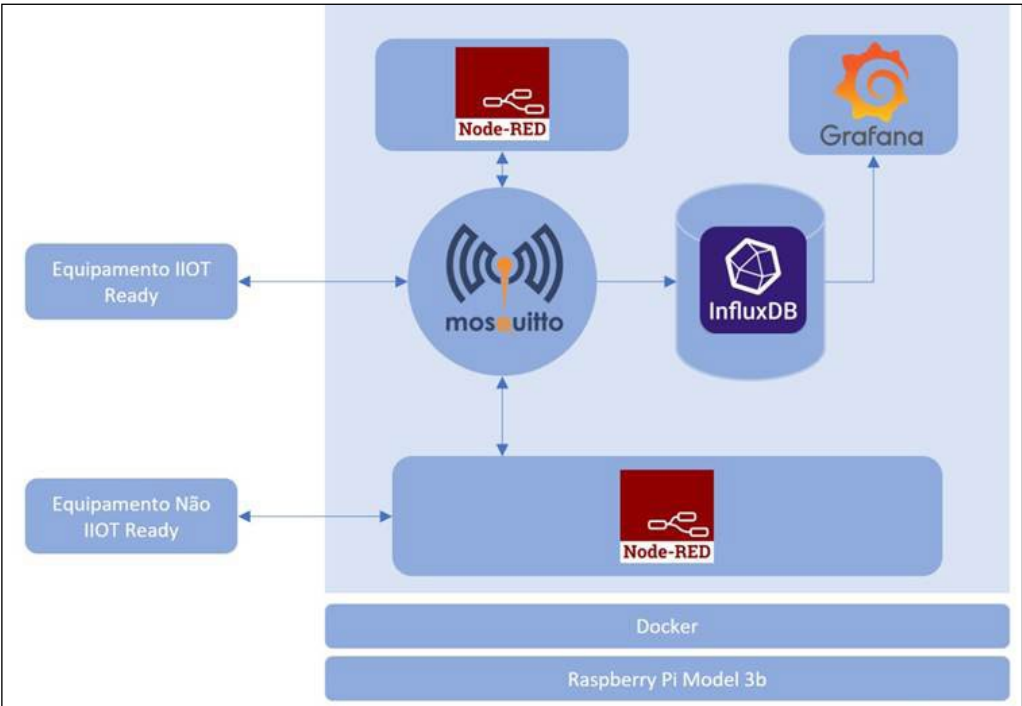 Node-RED
Grafana
Equipamento IIOT
Ready
mosquitto
InfluxDB
Equipamento Não
IIOT Ready
Node-RED
Docker
Raspberry Pi Model 3b